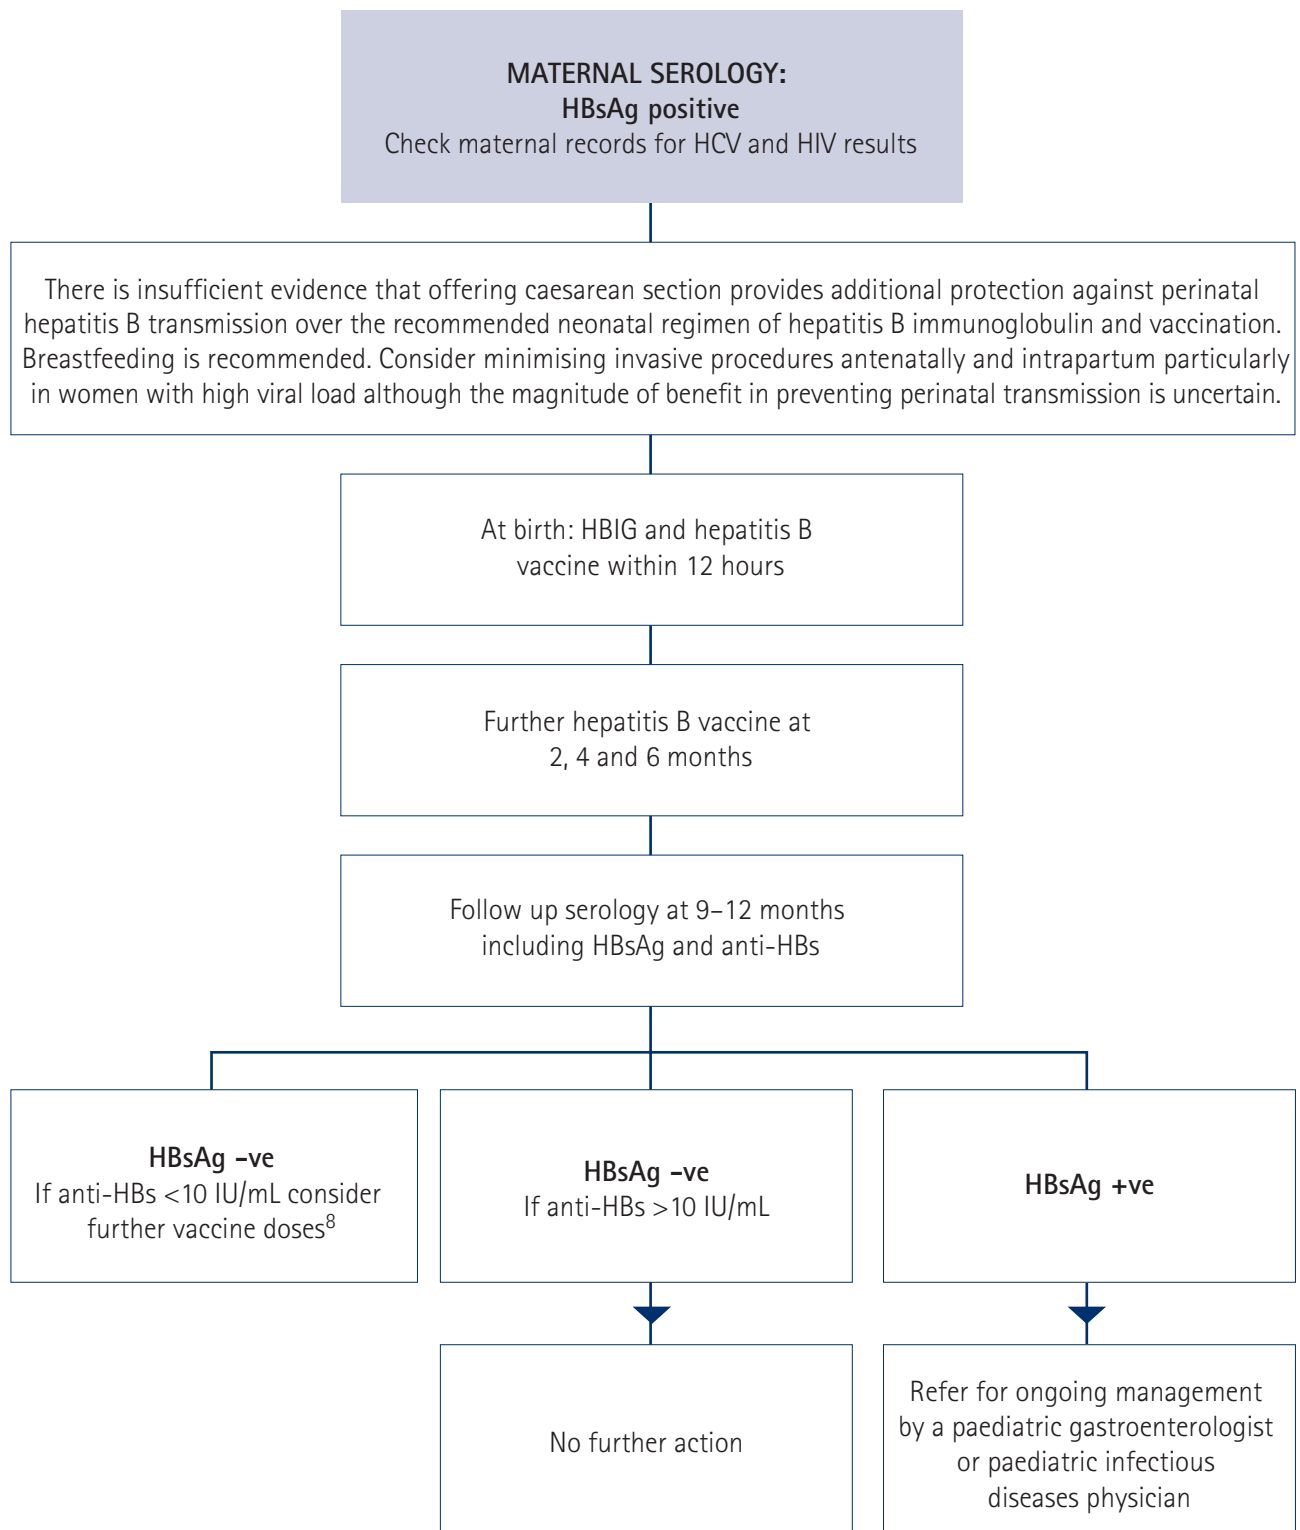 MATERNAL SEROLOGY:
HBsAg positive
Check maternal records for HCV and HIV results
There is insufficient evidence that offering caesarean section provides additional protection against perinatal
hepatitis B transmission over the recommended neonatal regimen of hepatitis B immunoglobulin and vaccination.
Breastfeeding is recommended. Consider minimising invasive procedures antenatally and intrapartum particularly
in women with high viral load although the magnitude of benefit in preventing perinatal transmission is uncertain.
At birth: HBIG and hepatitis B
vaccine within 12 hours
Further hepatitis B vaccine at
2, 4 and 6 months
Follow up serology at 9–12 months
including HBsAg and anti-HBs
HBsAg –ve
If anti-HBs <10 IU/mL consider
further vaccine doses8
HBsAg –ve
If anti-HBs >10 IU/mL
HBsAg +ve
No further action
Refer for ongoing management
by a paediatric gastroenterologist
or paediatric infectious
diseases physician